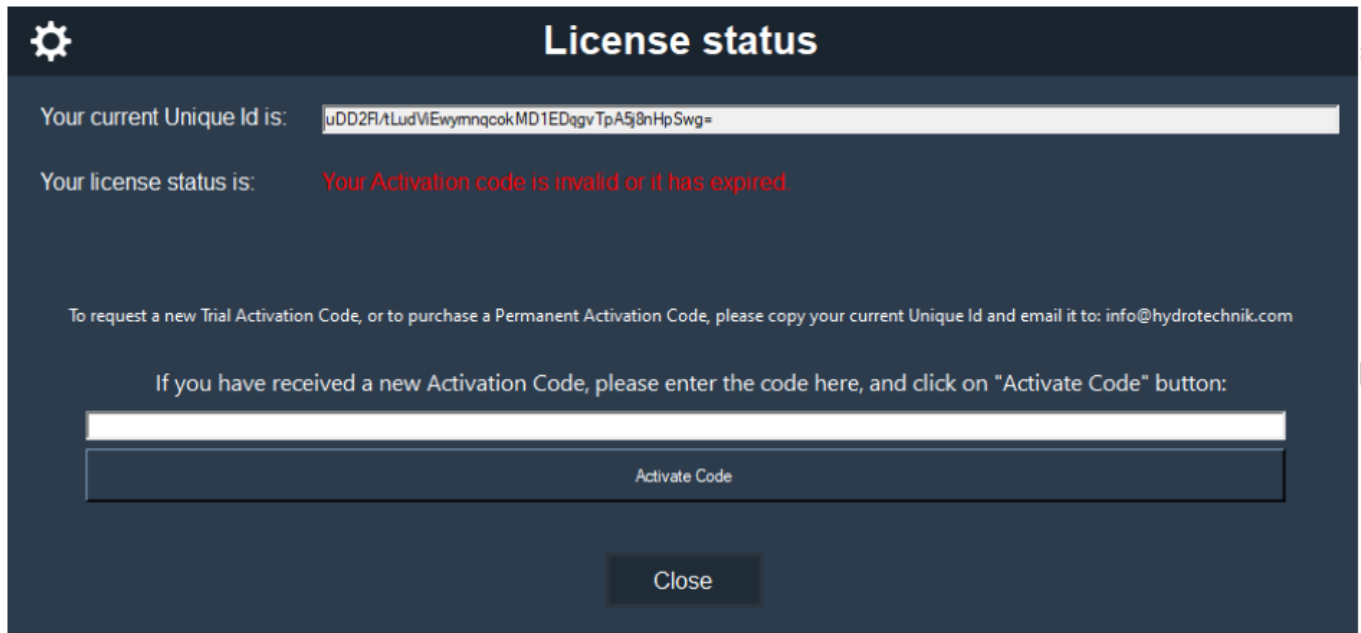 License status
Your current Unique Id is: uDD2FI/tLudViEwymnqcokMD1EDqgvTpA5j8nHpSwg=
Your license status is: Your Activation code is invalid or it has expired.
To request a new Trial Activation Code, or to purchase a Permanent Activation Code, please copy your current Unique Id and email it to: info@hydrotechnik.com
If you have received a new Activation Code, please enter the code here, and click on "Activate Code" button:
Activate Code
Close